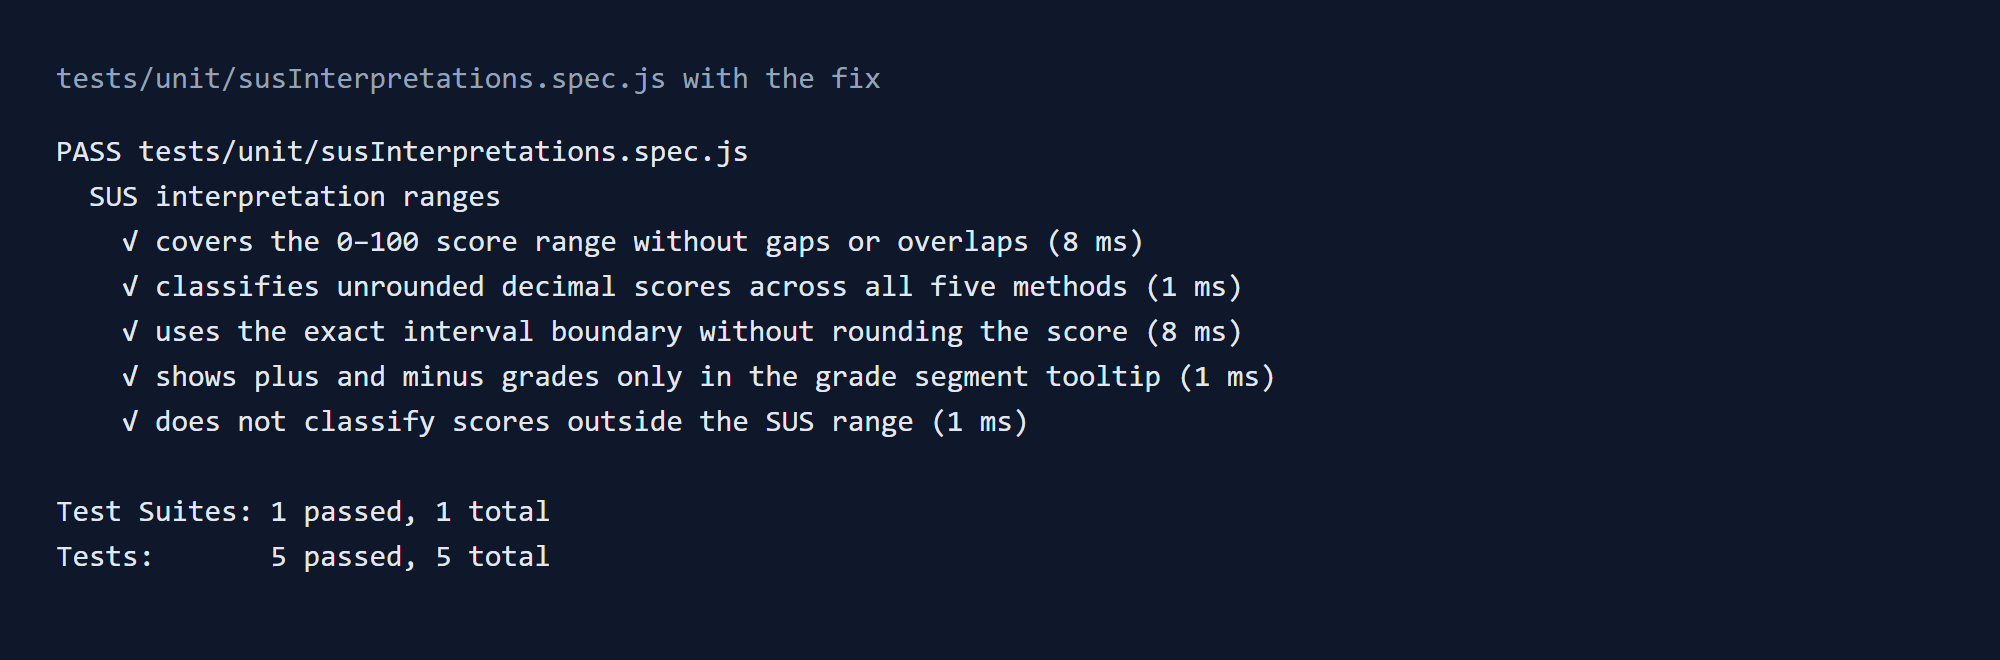 tests/unit/susInterpretations.spec.js with the fix
PASS tests/unit/susInterpretations.spec.js
SUS interpretation ranges
√ covers the 0–100 score range without gaps or overlaps (8 ms)
√ classifies unrounded decimal scores across all five methods (1 ms)
√ uses the exact interval boundary without rounding the score (8 ms)
√ shows plus and minus grades only in the grade segment tooltip (1 ms)
√ does not classify scores outside the SUS range (1 ms)
Test Suites: 1 passed, 1 total
Tests:       5 passed, 5 total